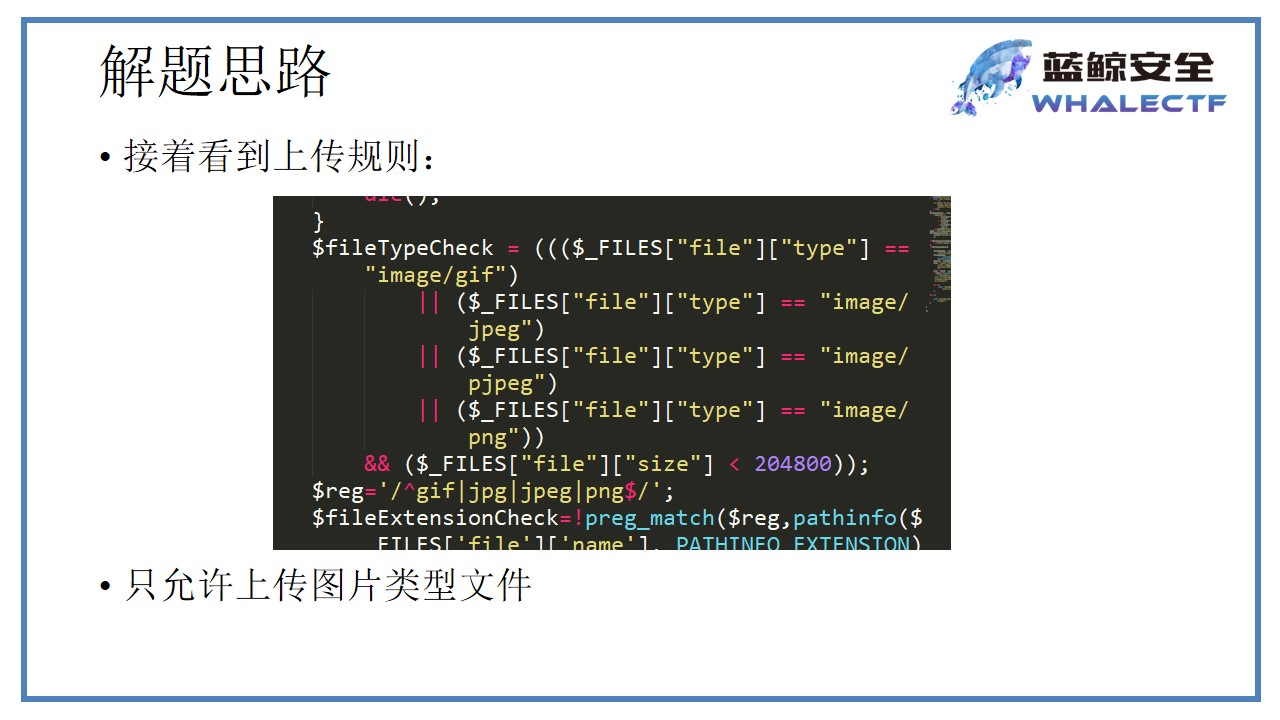 解题思路
蓝鲸安全
WHALECTF
• 接着看到上传规则：
die();
}
$fileTypeCheck = ((($_FILES["file"]["type"] ==
"image/gif")
|| ($_FILES["file"]["type"] == "image/
jpeg")
|| ($_FILES["file"]["type"] == "image/
pjpeg")
|| ($_FILES["file"]["type"] == "image/
png"))
&& ($_FILES["file"]["size"] < 204800));
$reg='/^gif|jpg|jpeg|png$/';
$fileExtensionCheck=!preg_match($reg,pathinfo($
_FILES['file']['name'], PATHINFO_EXTENSION)
• 只允许上传图片类型文件